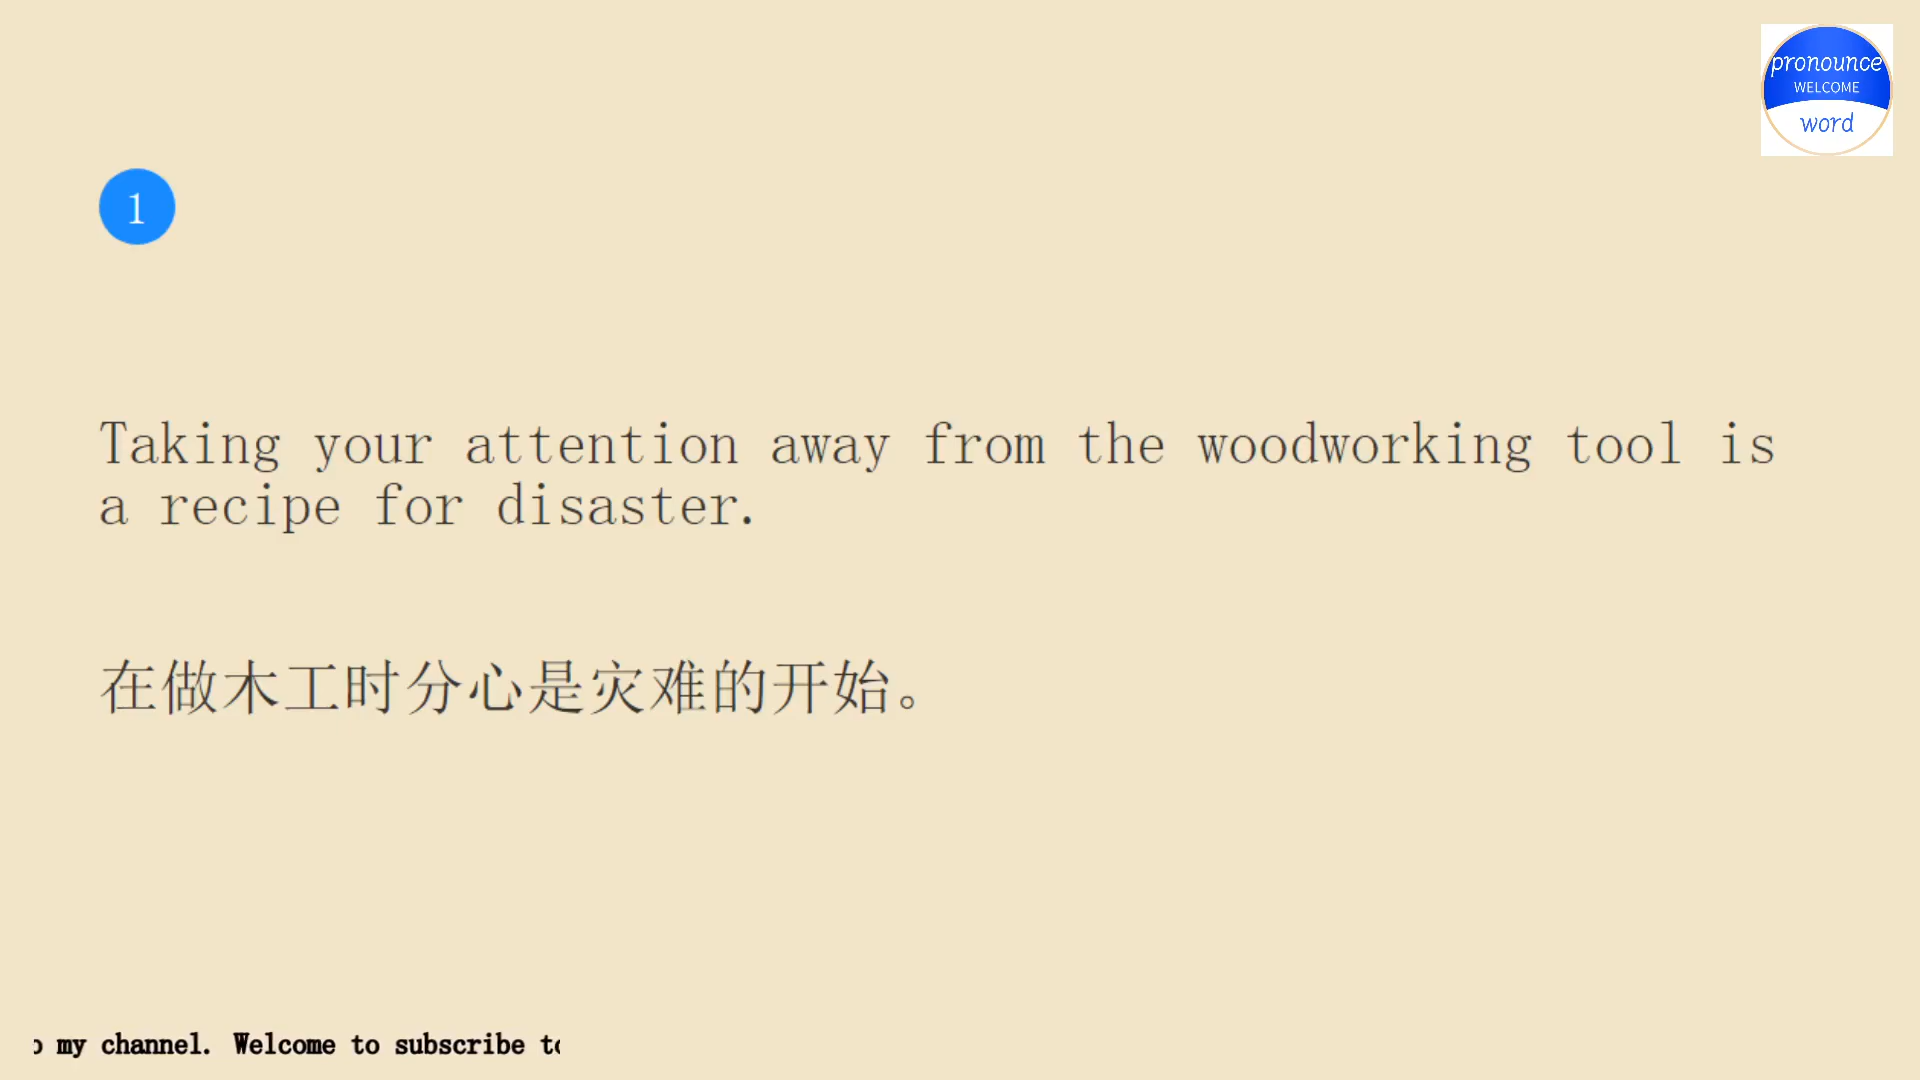 pronounce
WELCOME
word
1
Taking your attention away from the woodworking tool is
a recipe for disaster.
在做木工时分心是灾难的开始。
my channel. Welcome to subscribe